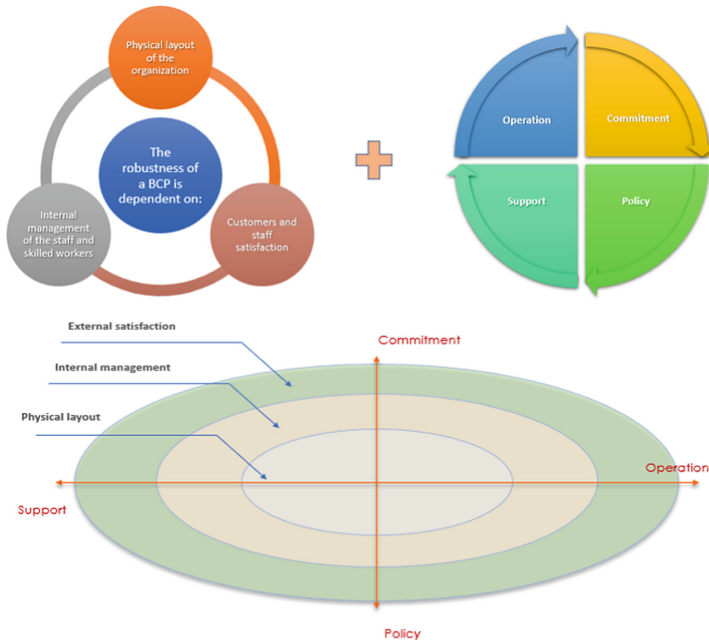 Physical layout
of the
organization
The
robustness of
a BCP is
dependent on:
Internal
management
of the staff and
skilled workers
Customers and
staff
satisfaction
Operation
Commitment
Support
Policy
External satisfaction
Commitment
Internal management
Physical layout
Operation
Support
Policy